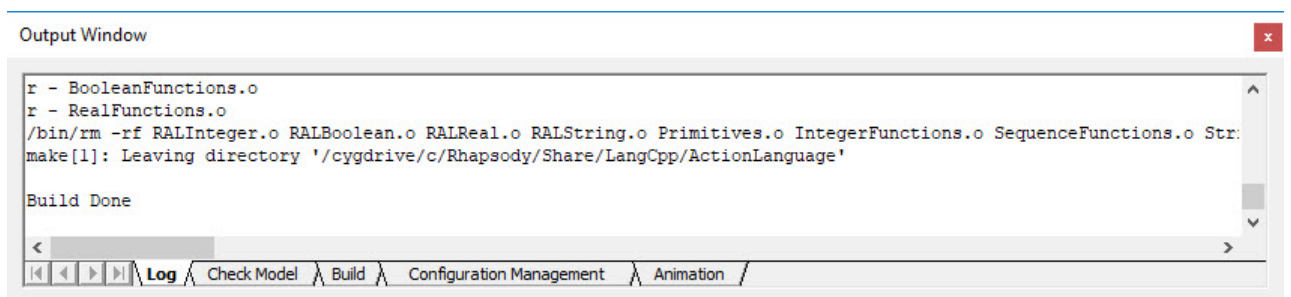 Output Window
x
r - BooleanFunctions.o
r - RealFunctions.o
/bin/rm -rf RALInteger.o RALBoolean.o RALReal.o RALString.o Primitives.o IntegerFunctions.o SequenceFunctions.o Str
make[1]: Leaving directory '/cygdrive/c/Rhapsody/Share/LangCpp/ActionLanguage'
Build Done
Log Check Model Build Configuration Management Animation